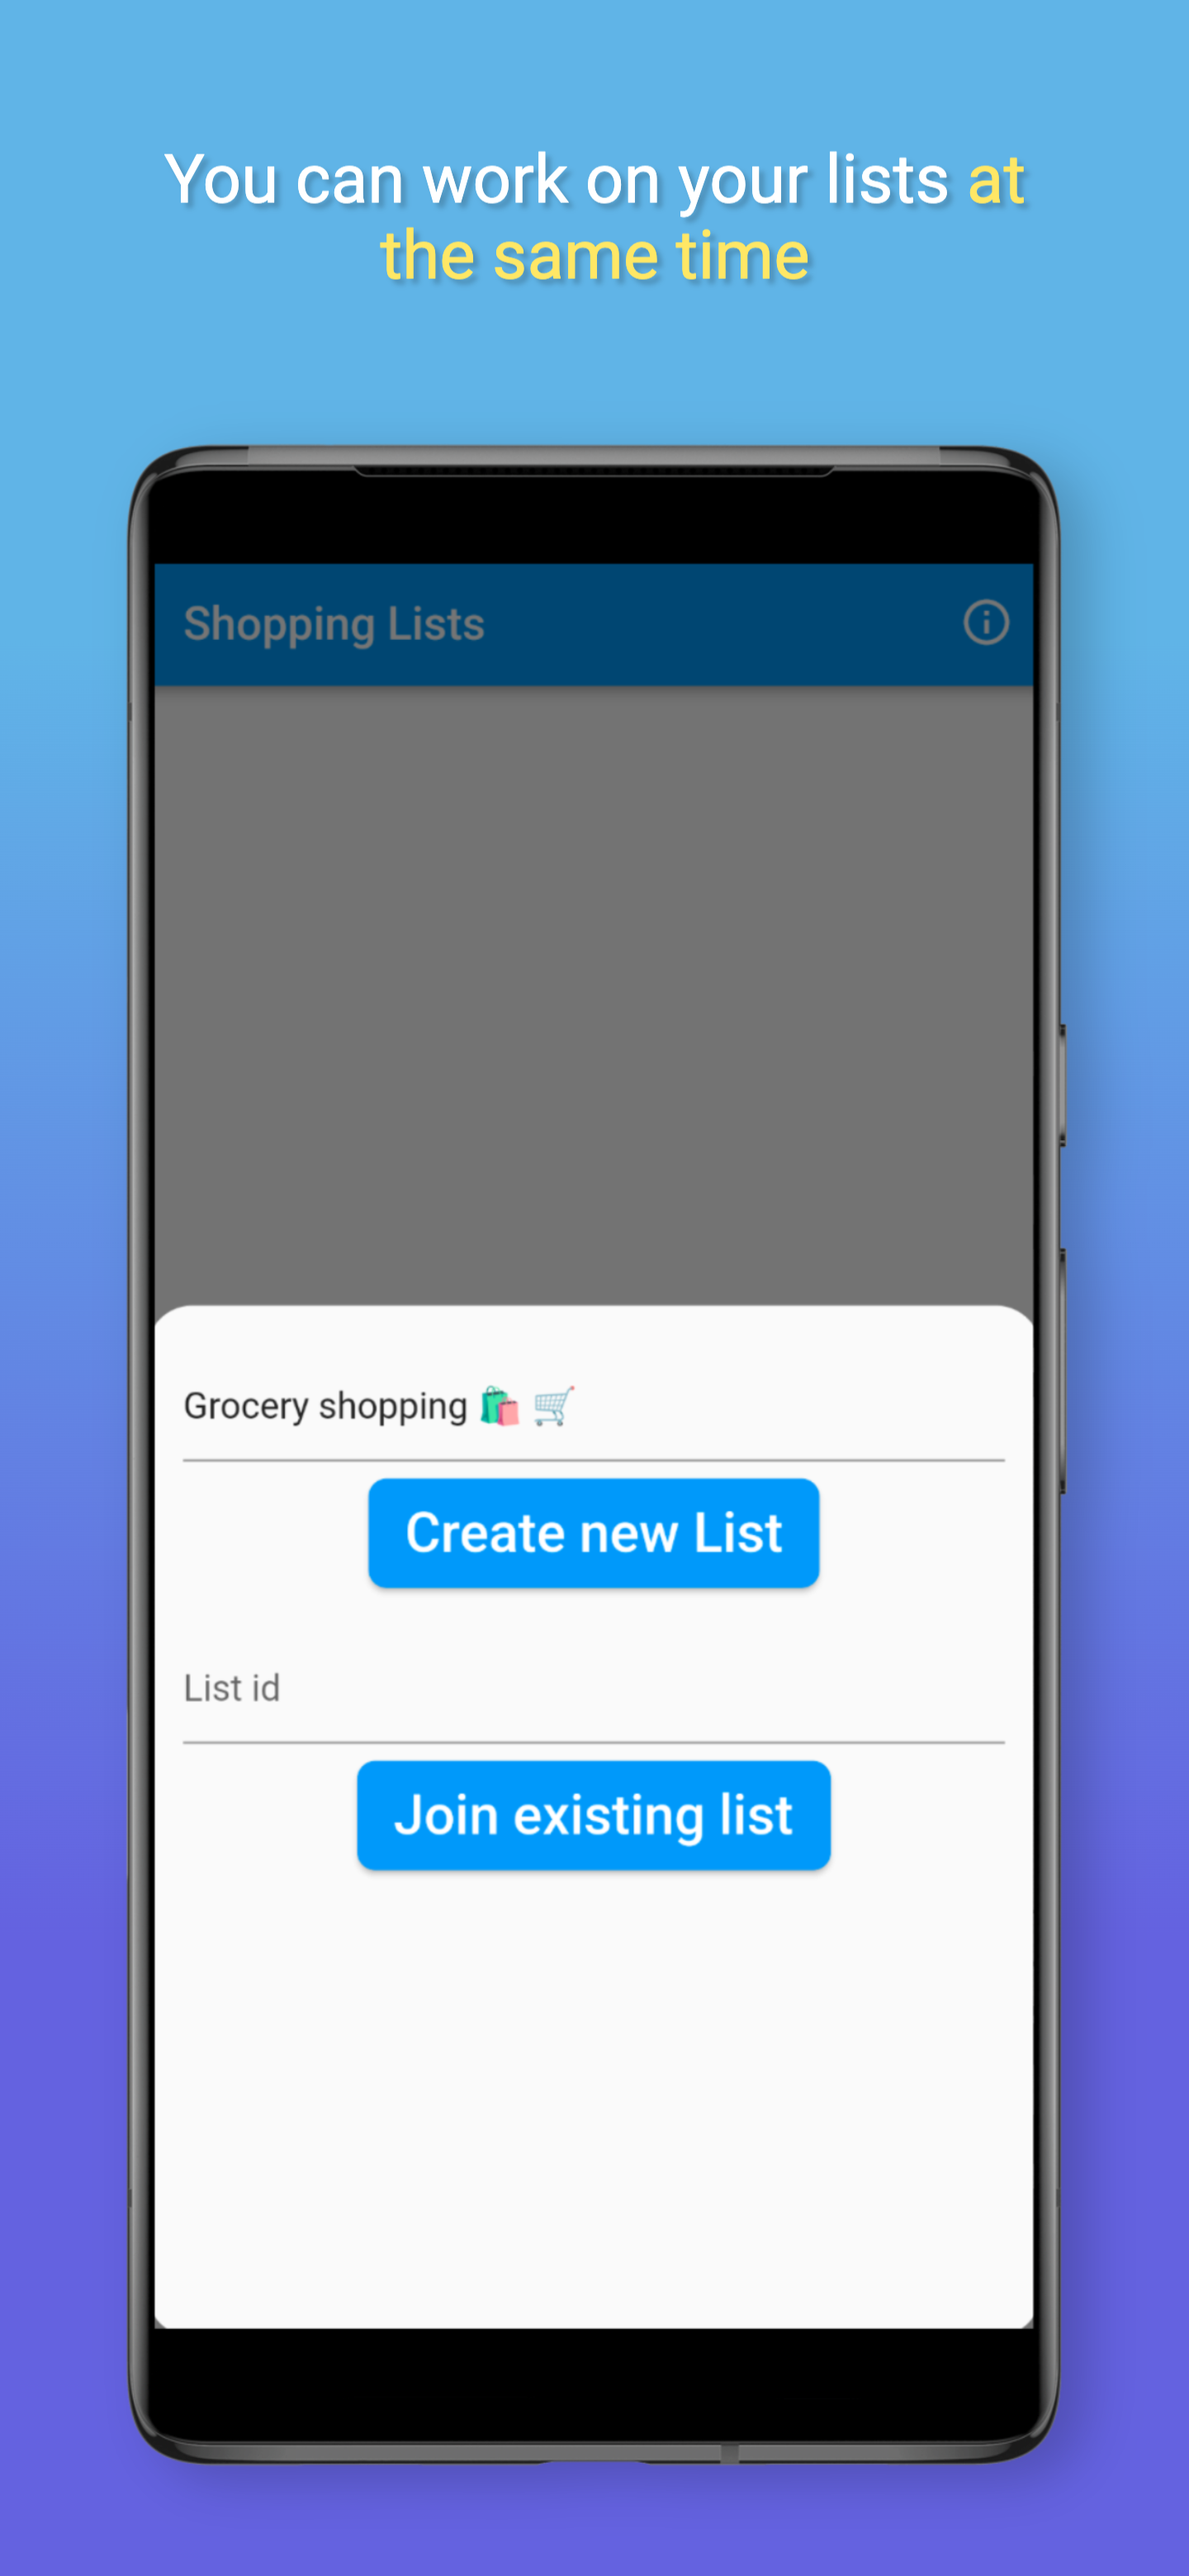 You can work on your lists at
the same time
Shopping Lists
Grocery shopping 🛍️ 🛒
Create new List
List id
Join existing list